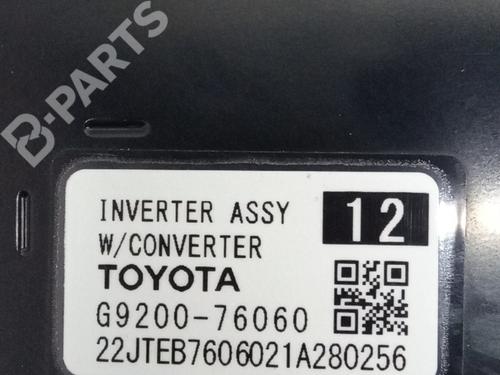 B-PARTS
INVERTER ASSY
12
W/CONVERTER
TOYOTA
G9200-76060
22JTEB7606021A280256